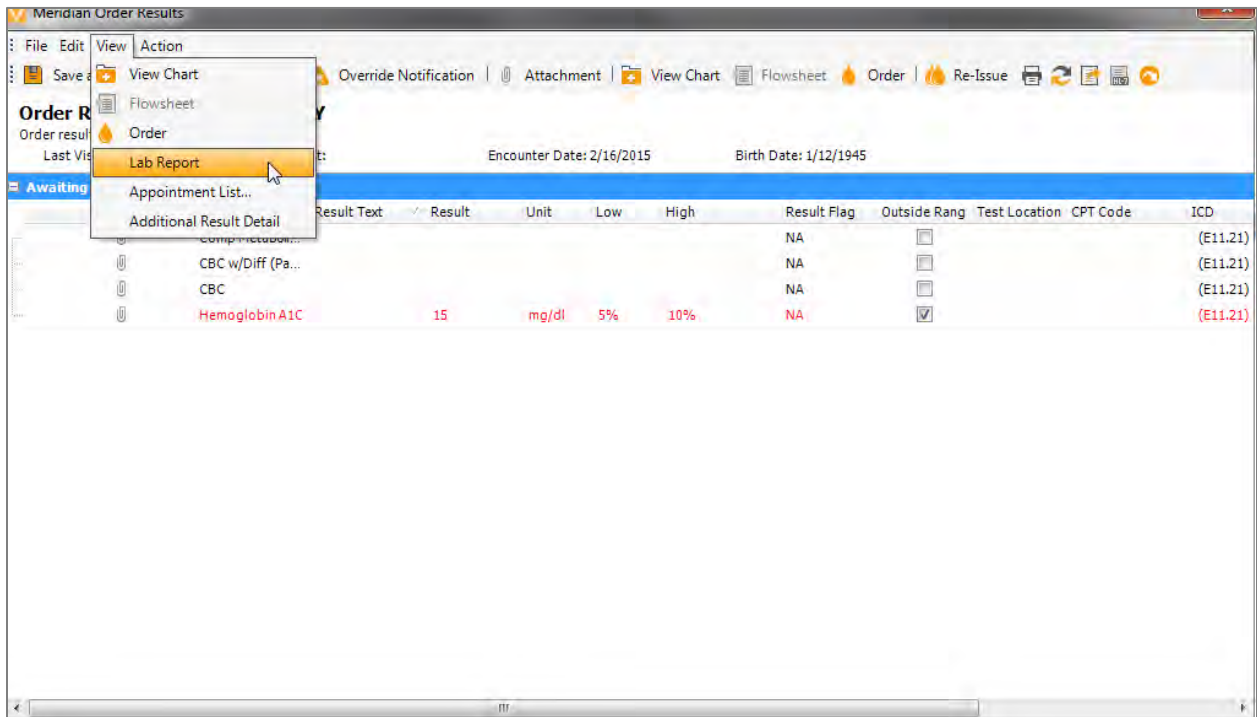 Meridian Order Results
File Edit View Action
Save Override Notification Attachment View Chart Flowsheet Order Re-Issue
View Chart
Flowsheet
Order
Lab Report
Appointment List...
Additional Result Detail
Order R Y
Order resul
Last Vis t: Encounter Date: 2/16/2015 Birth Date: 1/12/1945
Awaiting
Result Text Result Unit Low High Result Flag Outside Rang Test Location CPT Code ICD
Comp Metaboli... NA (E11.21)
CBC w/Diff (Pa... NA (E11.21)
CBC NA (E11.21)
Hemoglobin A1C 15 mg/dl 5% 10% NA (E11.21)